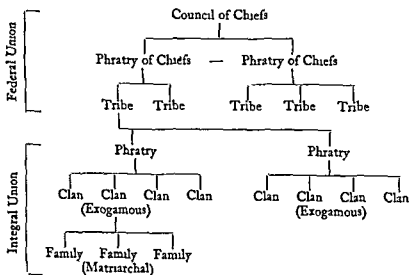 Council of Chiefs
Federal Union
Phratry of Chiefs — Phratry of Chiefs
Tribe Tribe Tribe Tribe Tribe
Integral Union
Phratry Phratry
Clan Clan Clan Clan Clan Clan Clan Clan
(Exogamous) (Exogamous)
Family Family Family
(Matriarchal)